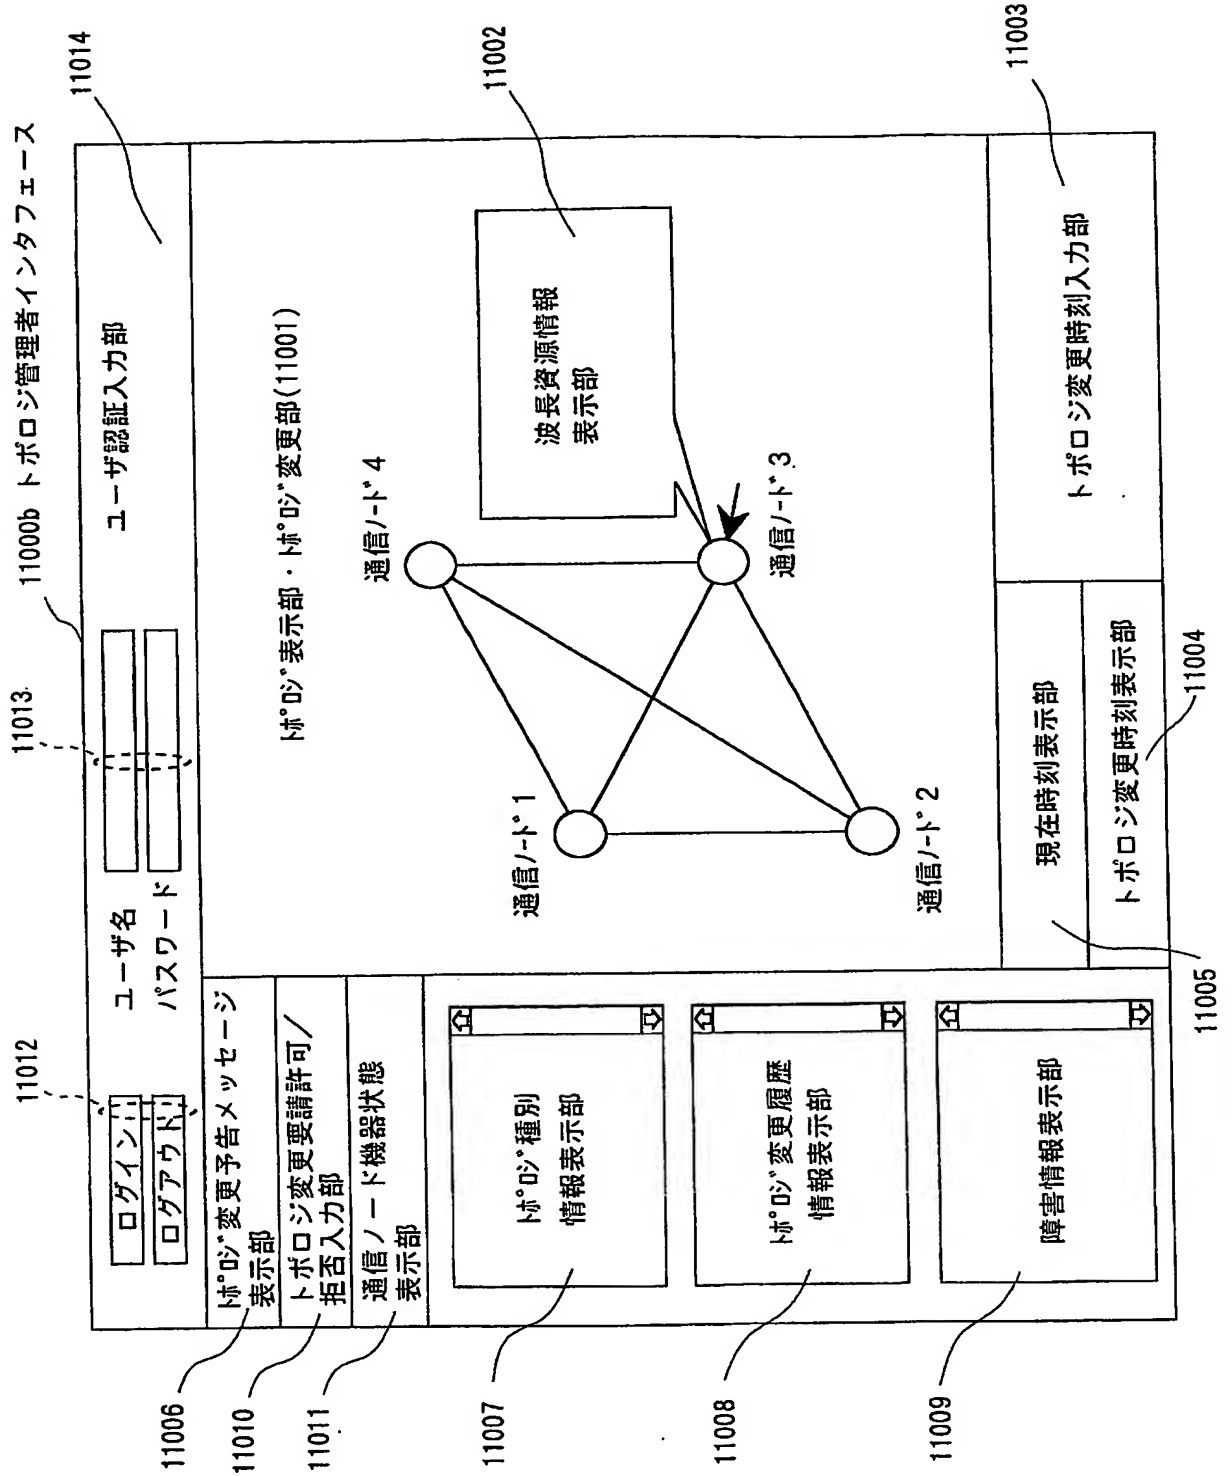 11000b トポロジ管理者インタフェース
11012
11013
11014
ログイン
ログアウト
ユーザ名
パスワード
ユーザ認証入力部
トポロジ変更予告メッセージ
表示部
トポロジ変更要請許可/
拒否入力部
通信ノード機器状態
表示部
11006
11010
11011
トポロジ種別
情報表示部
11007
トポロジ変更履歴
情報表示部
11008
障害情報表示部
11009
トポロジ表示部・トポロジ変更部(11001)
通信ノード1
通信ノード2
通信ノード3
通信ノード4
波長資源情報
表示部
11002
現在時刻表示部
11005
トポロジ変更時刻表示部
11004
トポロジ変更時刻入力部
11003